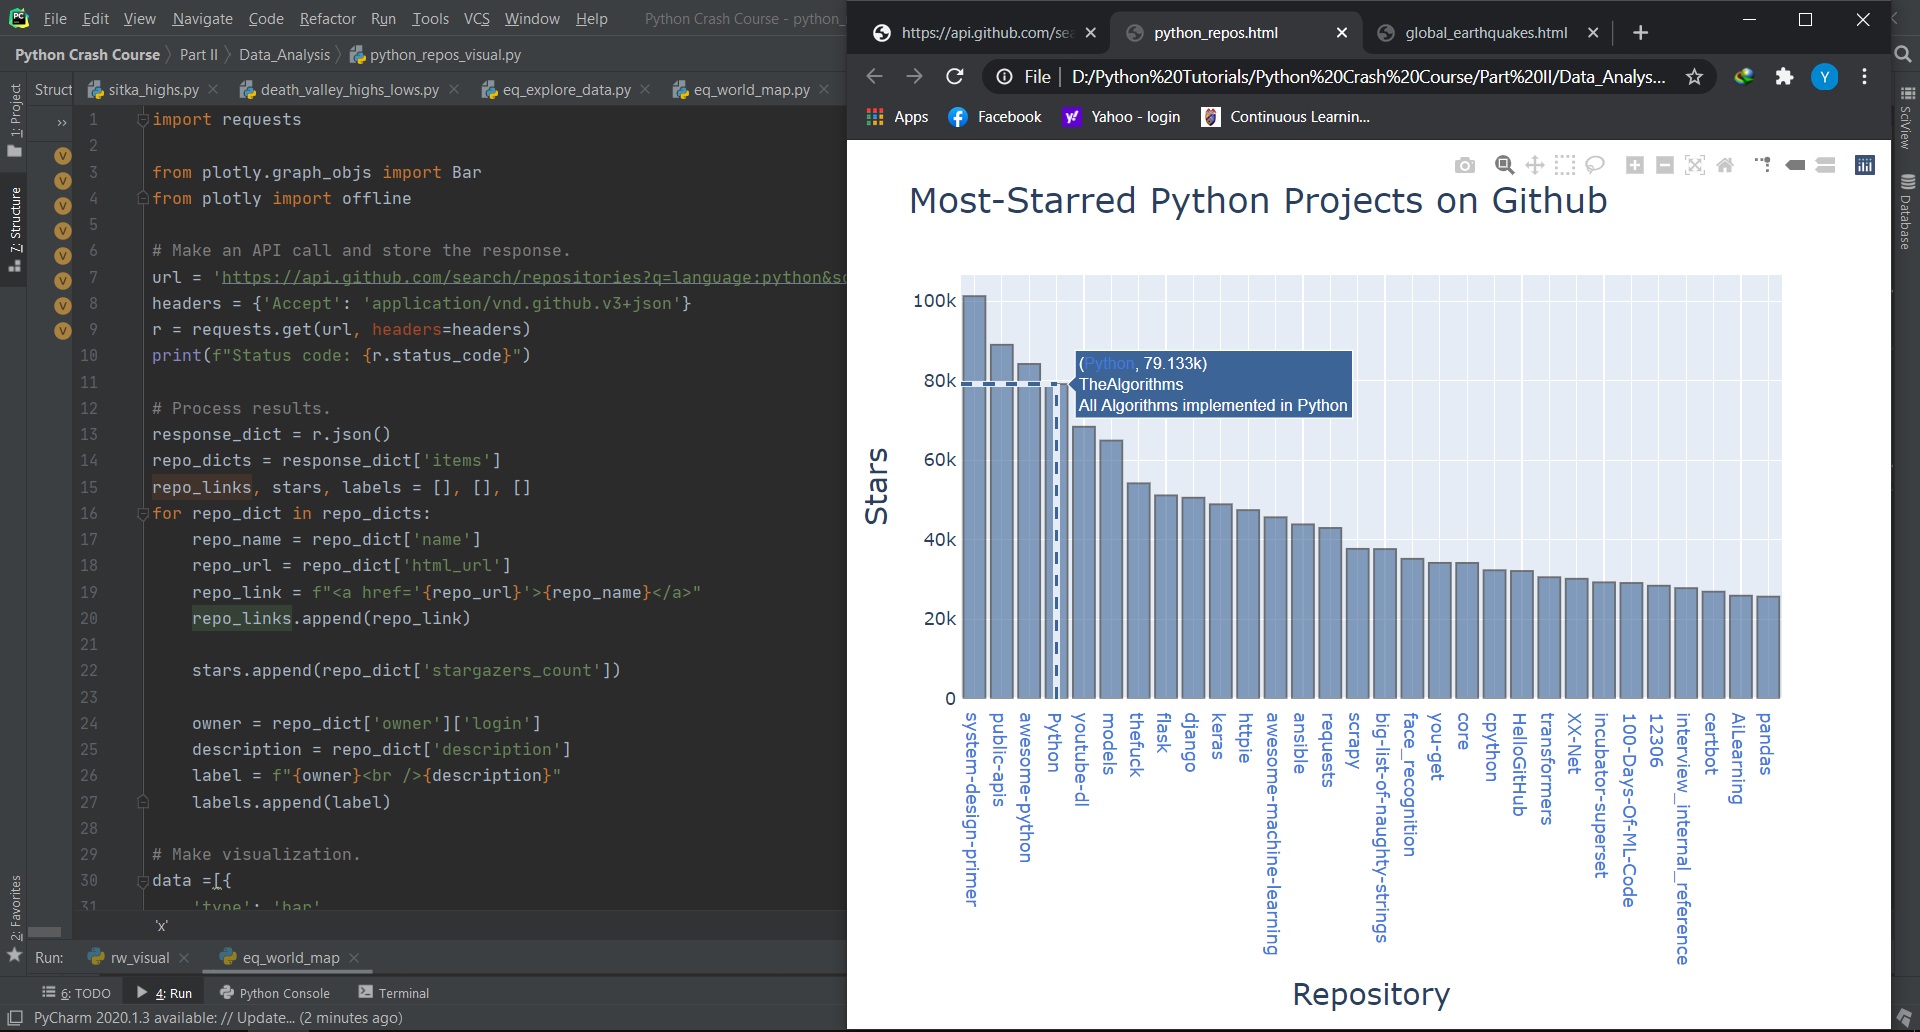 File Edit View Navigate Code Refactor Run Tools VCS Window Help Python Crash Course - python_
Python Crash Course Part II Data_Analysis python_repos_visual.py
1: Project
7: Structure
2: Favorites
Struct sitka_highs.py death_valley_highs_lows.py eq_explore_data.py eq_world_map.py
1 import requests
2
3 from plotly.graph_objs import Bar
4 from plotly import offline
5
6 # Make an API call and store the response.
7 url = 'https://api.github.com/search/repositories?q=language:python&so
8 headers = {'Accept': 'application/vnd.github.v3+json'}
9 r = requests.get(url, headers=headers)
10 print(f"Status code: {r.status_code}")
11
12 # Process results.
13 response_dict = r.json()
14 repo_dicts = response_dict['items']
15 repo_links, stars, labels = [], [], []
16 for repo_dict in repo_dicts:
17 repo_name = repo_dict['name']
18 repo_url = repo_dict['html_url']
19 repo_link = f"<a href='{repo_url}'>{repo_name}</a>"
20 repo_links.append(repo_link)
21
22 stars.append(repo_dict['stargazers_count'])
23
24 owner = repo_dict['owner']['login']
25 description = repo_dict['description']
26 label = f"{owner}<br />{description}"
27 labels.append(label)
28
29 # Make visualization.
30 data =[{
31 'type': 'bar'
'x'
Run: rw_visual eq_world_map
6: TODO 4: Run Python Console Terminal
PyCharm 2020.1.3 available: // Update... (2 minutes ago)
https://api.github.com/sea python_repos.html global_earthquakes.html
File D:/Python%20Tutorials/Python%20Crash%20Course/Part%20II/Data_Analys... Y
Apps Facebook Yahoo - login Continuous Learnin...
Most-Starred Python Projects on Github
Stars
100k
80k
60k
40k
20k
0
(Python, 79.133k)
TheAlgorithms
All Algorithms implemented in Python
system-design-primer
public-apis
awesome-python
Python
youtube-dl
models
thefuck
flask
django
keras
httpie
awesome-machine-learning
ansible
requests
scrapy
big-list-of-naughty-strings
face_recognition
you-get
core
cpython
HelloGitHub
transformers
XX-Net
incubator-superset
100-Days-Of-ML-Code
12306
interview_internal_reference
certbot
AiLearning
pandas
Repository
SciView
Database